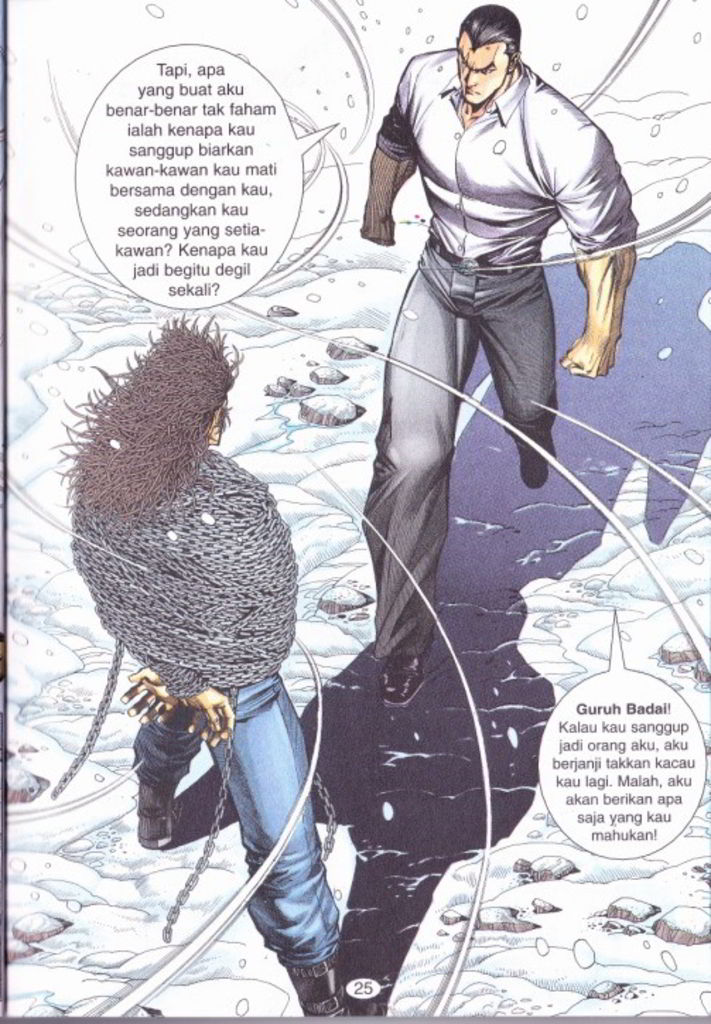 Tapi, apa
yang buat aku
benar-benar tak faham
ialah kenapa kau
sanggup biarkan
kawan-kawan kau mati
bersama dengan kau,
sedangkan kau
seorang yang setia-
kawan? Kenapa kau
jadi begitu degil
sekali?
Guruh Badai!
Kalau kau sanggup
jadi orang aku, aku
berjanji takkan kacau
kau lagi. Malah, aku
akan berikan apa
saja yang kau
mahukan!
25